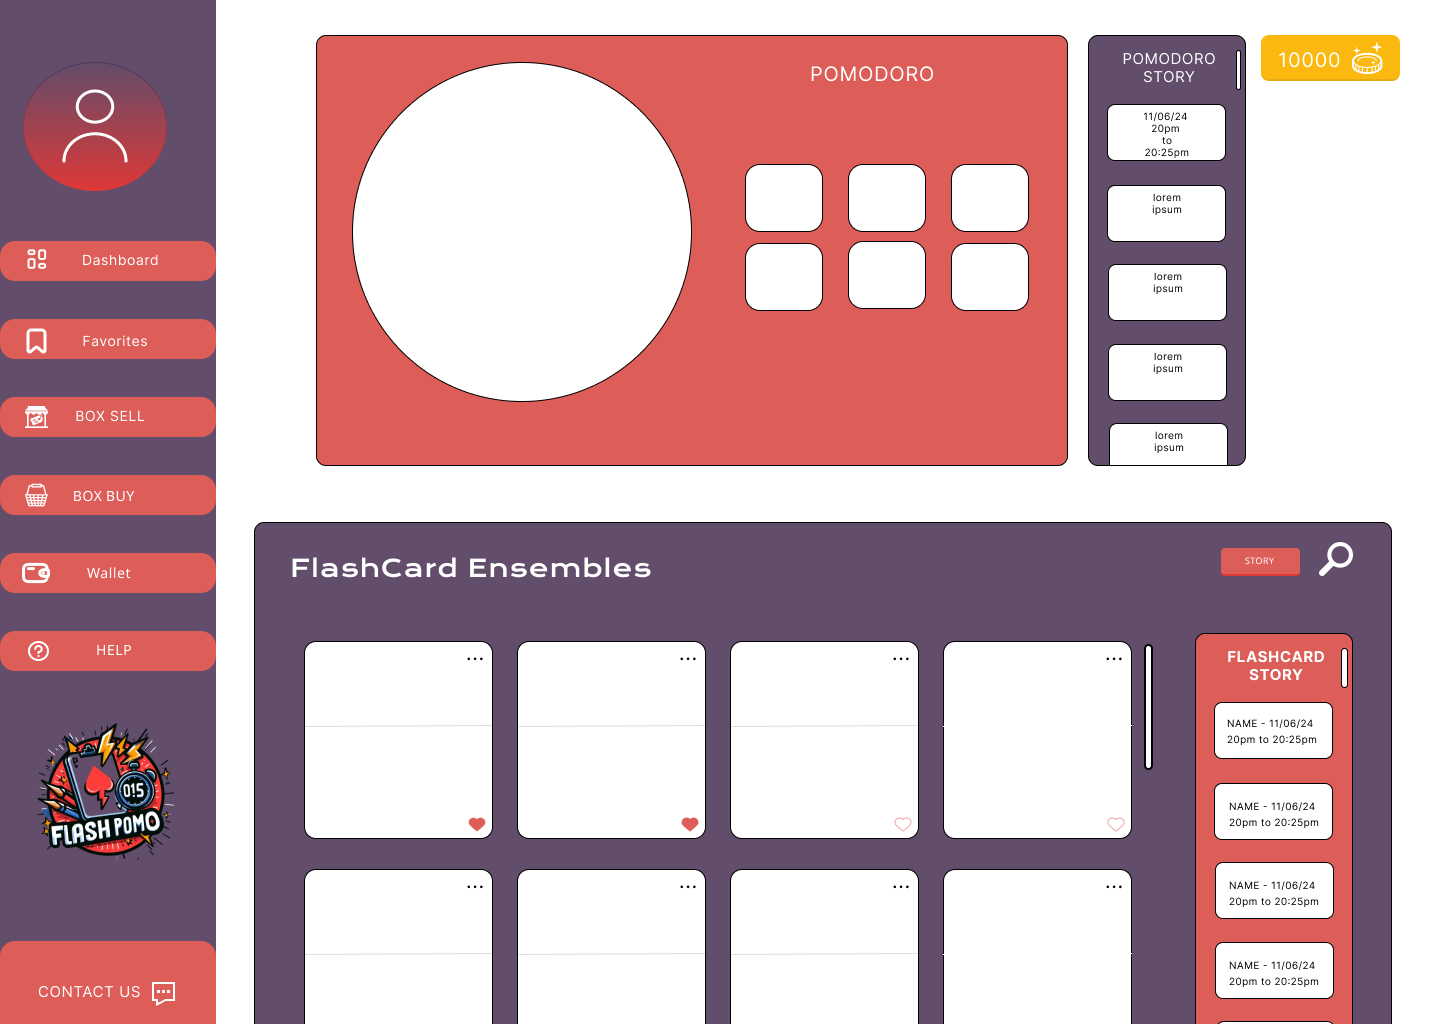 Dashboard
Favorites
BOX SELL
BOX BUY
Wallet
HELP
015
FLASH POMO
CONTACT US
POMODORO
POMODORO
STORY
11/06/24
20pm
to
20:25pm
lorem
ipsum
lorem
ipsum
lorem
ipsum
lorem
ipsum
10000
FlashCard Ensembles
STORY
FLASHCARD
STORY
NAME - 11/06/24
20pm to 20:25pm
NAME - 11/06/24
20pm to 20:25pm
NAME - 11/06/24
20pm to 20:25pm
NAME - 11/06/24
20pm to 20:25pm